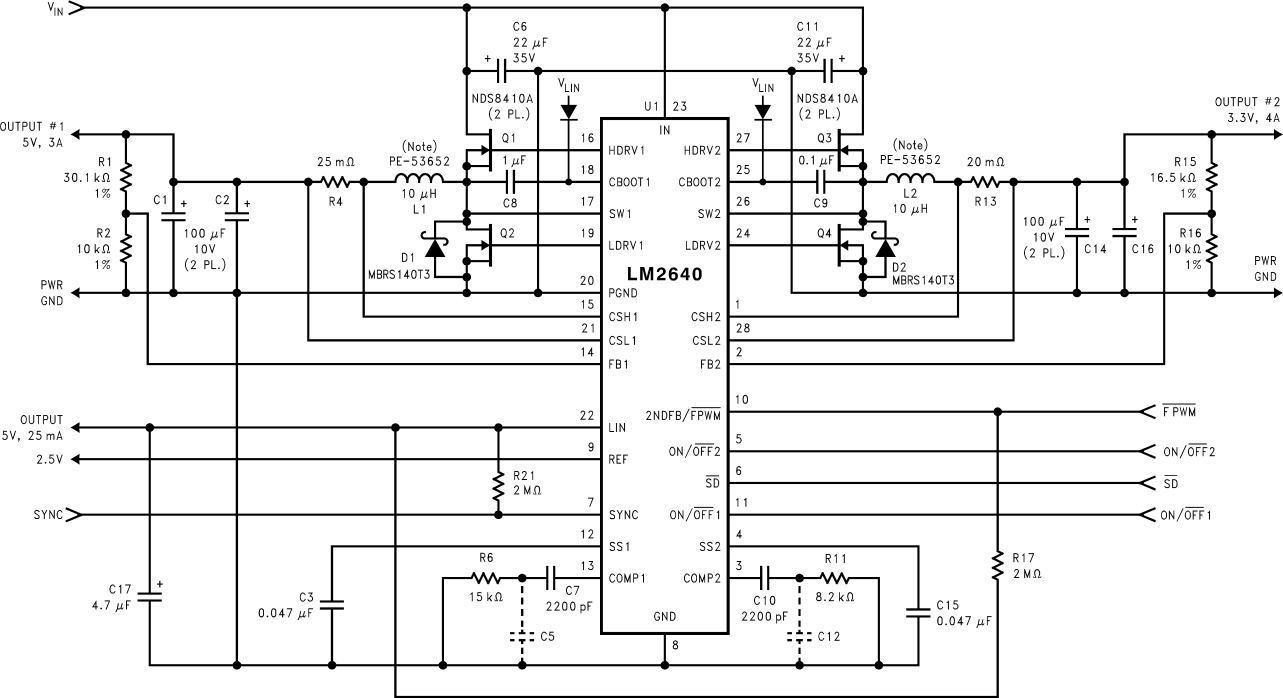 VIN
C6
22 μF
35V
+
C11
22 μF
35V
+
VLIN
VLIN
NDS8410A
(2 PL.)
NDS8410A
(2 PL.)
U1
23
IN
OUTPUT #1
5V, 3A
OUTPUT #2
3.3V, 4A
R1
30.1 kΩ
1%
25 mΩ
R4
(Note)
PE-53652
10 μH
L1
Q1
1 μF
C8
16
HDRV1
18
CBOOT1
17
SW1
19
LDRV1
27
HDRV2
25
CBOOT2
26
SW2
24
LDRV2
Q3
0.1 μF
C9
(Note)
PE-53652
L2
10 μH
20 mΩ
R13
R15
16.5 kΩ
1%
C1
+
C2
+
100 μF
10V
(2 PL.)
R2
10 kΩ
1%
D1
MBRS140T3
Q2
LM2640
Q4
D2
MBRS140T3
100 μF
10V
(2 PL.)
+
C14
+
C16
R16
10 kΩ
1%
PWR
GND
PWR
GND
20
PGND
15
CSH1
21
CSL1
14
FB1
1
CSH2
28
CSL2
2
FB2
OUTPUT
5V, 25 mA
22
LIN
10
2NDFB/FPWM
FPWM
2.5V
9
REF
5
ON/OFF2
ON/OFF2
R21
2 MΩ
6
SD
SD
SYNC
7
SYNC
11
ON/OFF1
ON/OFF1
12
SS1
4
SS2
13
COMP1
3
COMP2
R6
15 kΩ
C7
2200 pF
C5
C10
2200 pF
R11
8.2 kΩ
C12
R17
2 MΩ
C17
4.7 μF
+
C3
0.047 μF
C15
0.047 μF
GND
8